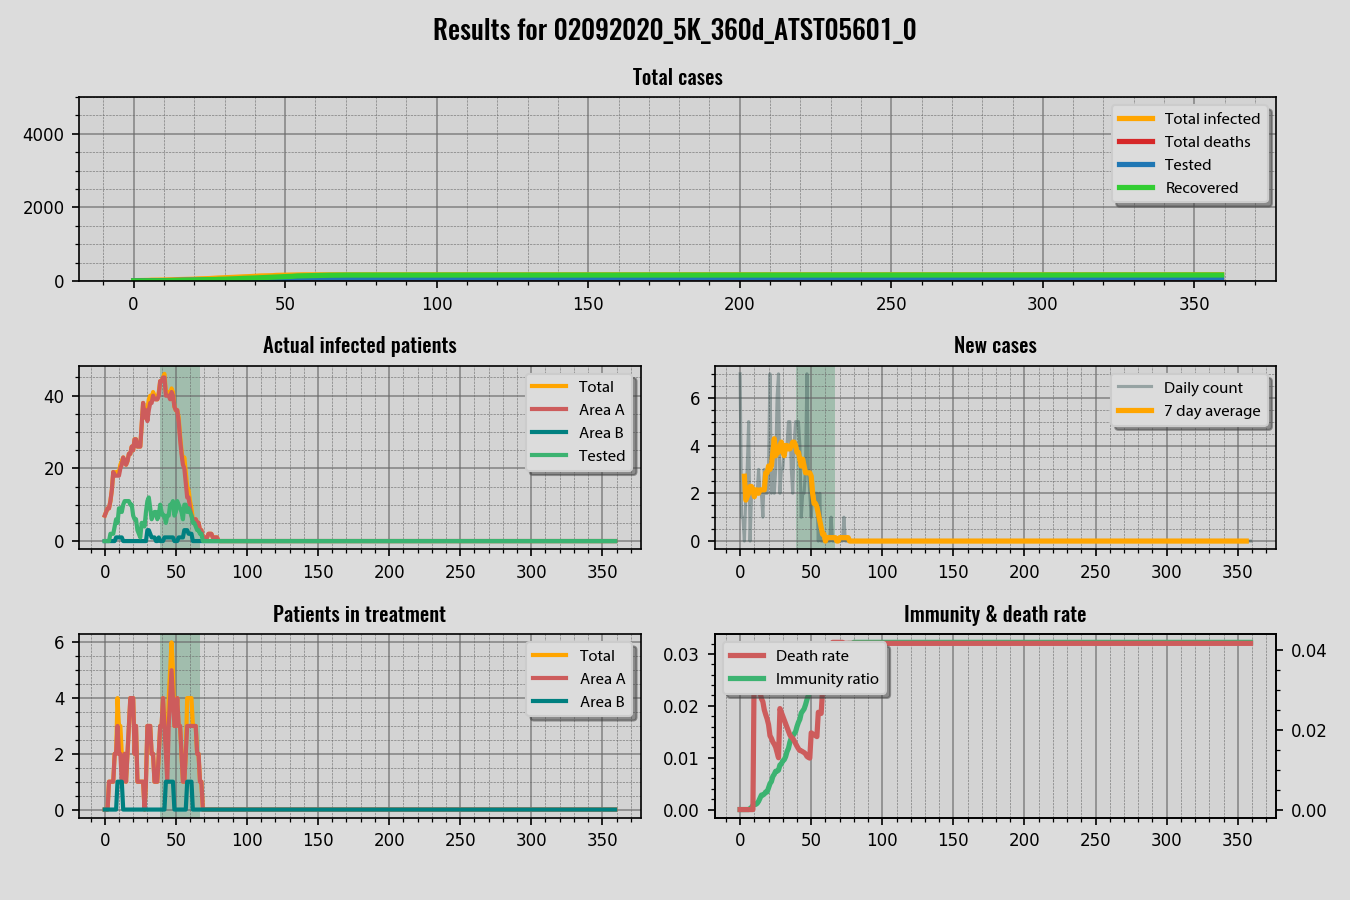 Results for 02092020_5K_360d_ATST05601_0
Total cases
4000
2000
0
Total infected
Total deaths
Tested
Recovered
0 50 100 150 200 250 300 350
Actual infected patients
40
20
0
Total
Area A
Area B
Tested
0 50 100 150 200 250 300 350
New cases
6
4
2
0
Daily count
7 day average
0 50 100 150 200 250 300 350
Patients in treatment
6
4
2
0
Total
Area A
Area B
0 50 100 150 200 250 300 350
Immunity & death rate
0.03
0.02
0.01
0.00
Death rate
Immunity ratio
0.04
0.02
0.00
0 50 100 150 200 250 300 350